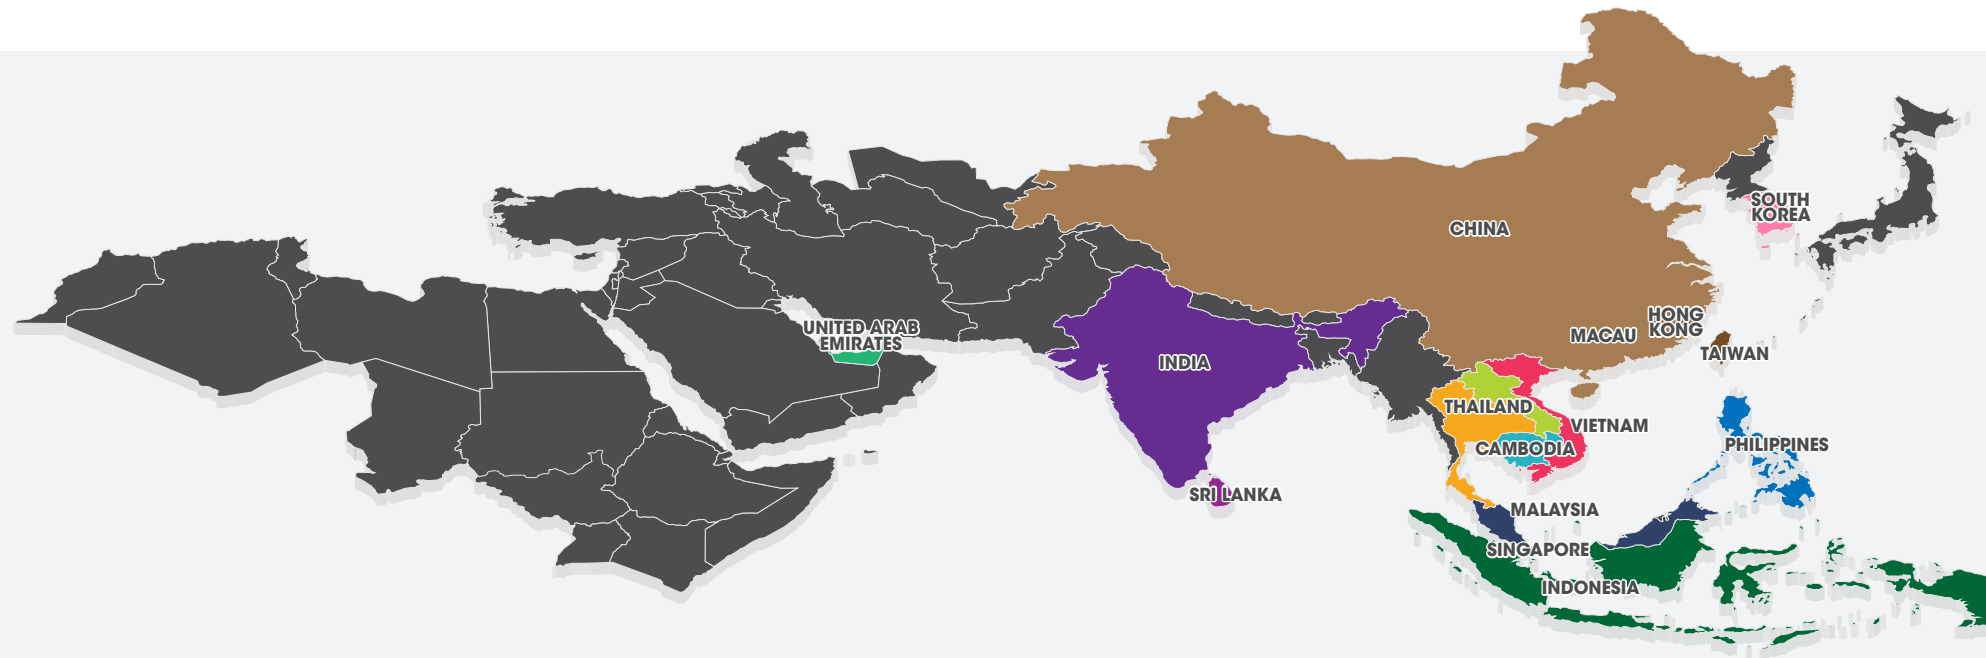 SOUTH
KOREA
CHINA
HONG
KONG
UNITED ARAB
EMIRATES
MACAU
TAIWAN
INDIA
THAILAND
VIETNAM
PHILIPPINES
CAMBODIA
SRI LANKA
MALAYSIA
SINGAPORE
INDONESIA